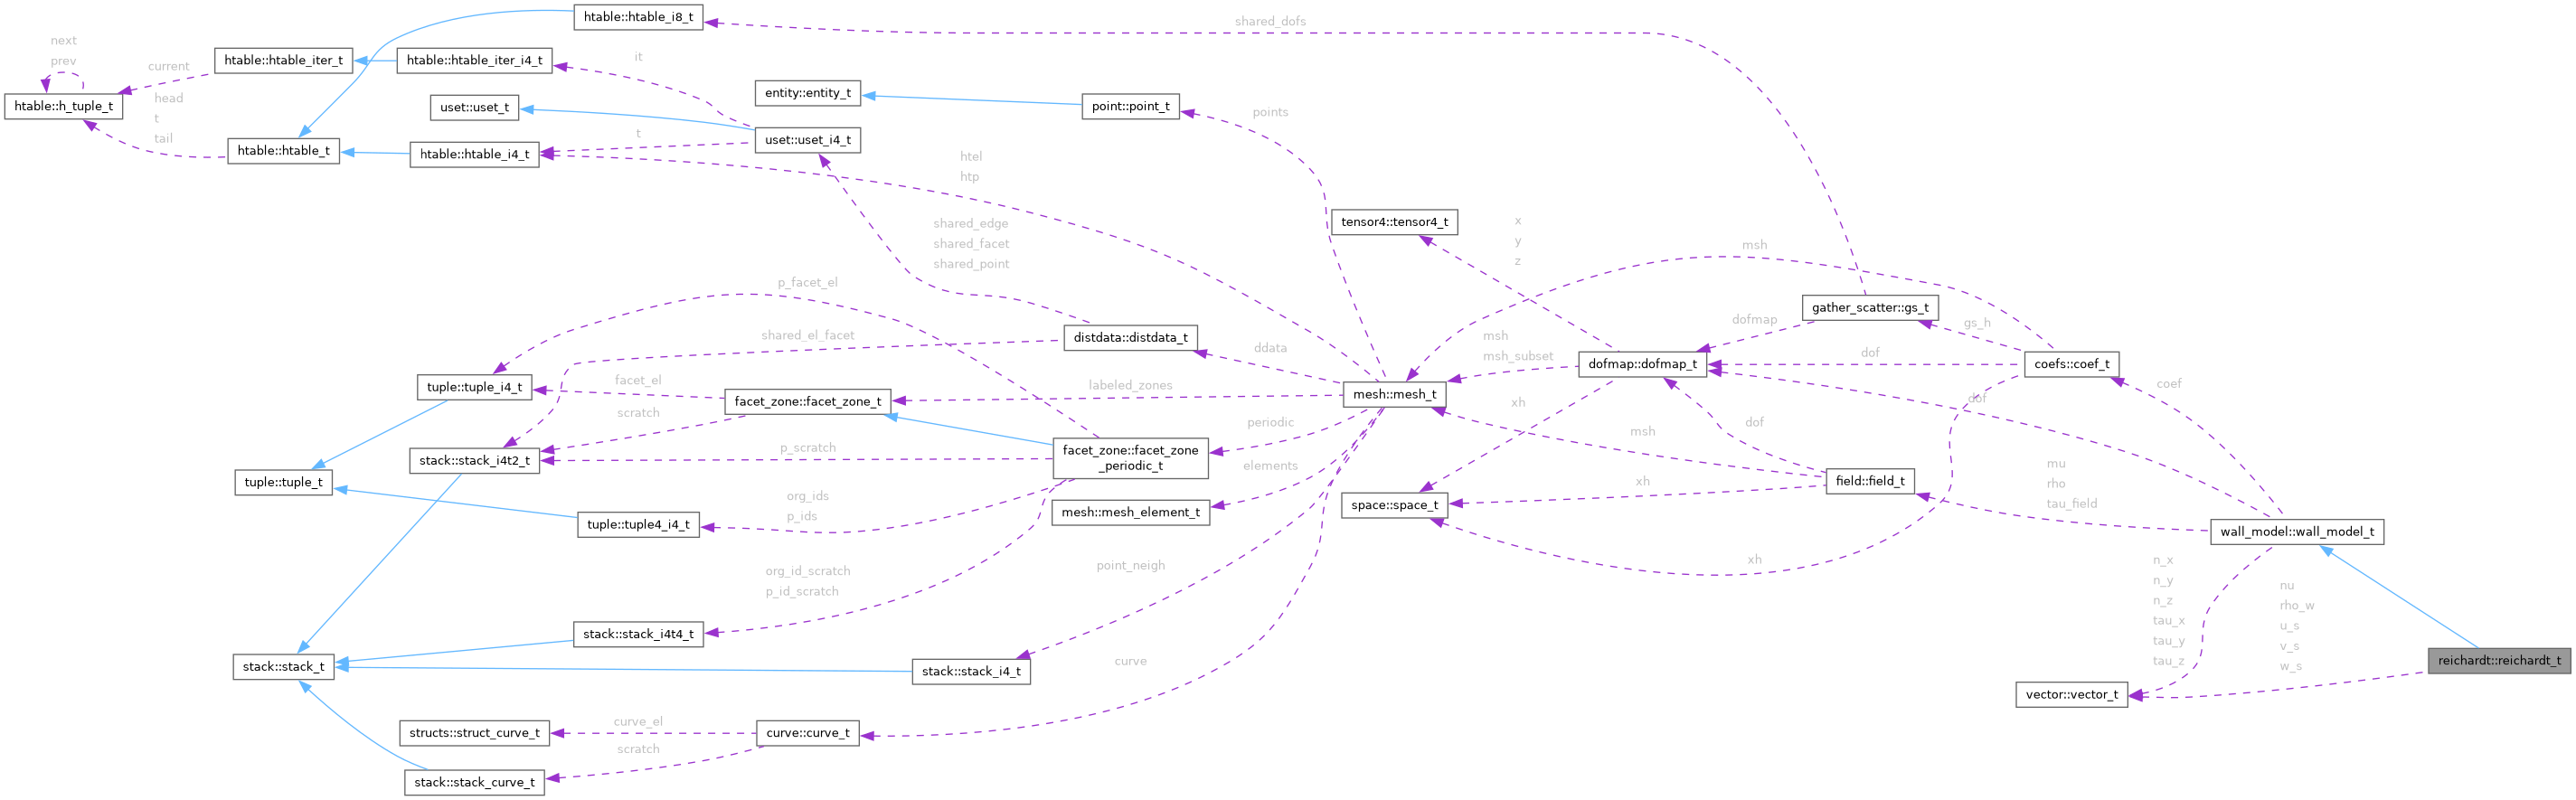 htable::htable_i8_t
shared_dofs
next
prev
htable::htable_iter_t
htable::htable_iter_i4_t
it
current
htable::h_tuple_t
head
t
tail
entity::entity_t
uset::uset_t
point::point_t
points
htable::htable_t
htable::htable_i4_t
t
uset::uset_i4_t
htel
htp
shared_edge
shared_facet
shared_point
tensor4::tensor4_t
x
y
z
msh
p_facet_el
shared_el_facet
distdata::distdata_t
ddata
msh
msh_subset
dofmap
gather_scatter::gs_t
gs_h
dofmap::dofmap_t
dof
coefs::coef_t
coef
tuple::tuple_i4_t
facet_el
scratch
facet_zone::facet_zone_t
labeled_zones
mesh::mesh_t
xh
dof
periodic
msh
dof
stack::stack_i4t2_t
p_scratch
facet_zone::facet_zone
_periodic_t
elements
tuple::tuple_t
org_ids
p_ids
mesh::mesh_element_t
space::space_t
xh
field::field_t
mu
rho
tau_field
tuple::tuple4_i4_t
wall_model::wall_model_t
org_id_scratch
p_id_scratch
point_neigh
xh
n_x
n_y
n_z
tau_x
tau_y
tau_z
nu
rho_w
u_s
v_s
w_s
stack::stack_i4t4_t
stack::stack_t
stack::stack_i4_t
curve
reichardt::reichardt_t
vector::vector_t
structs::struct_curve_t
curve_el
scratch
curve::curve_t
stack::stack_curve_t